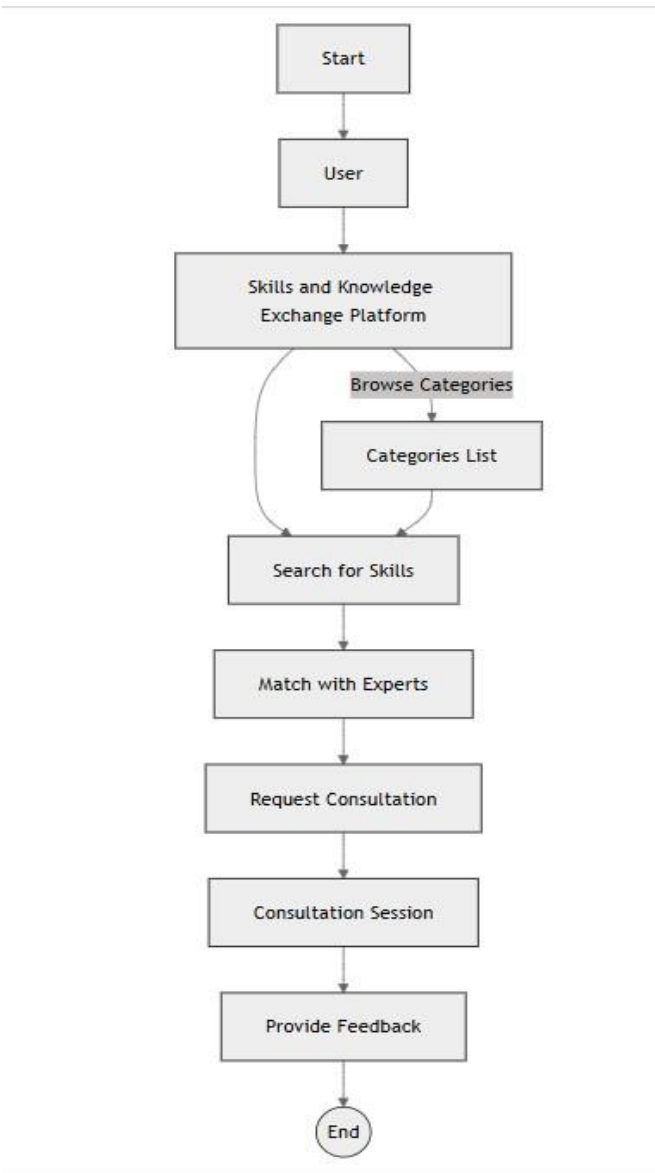 Start
User
Skills and Knowledge
Exchange Platform
Browse Categories
Categories List
Search for Skills
Match with Experts
Request Consultation
Consultation Session
Provide Feedback
End